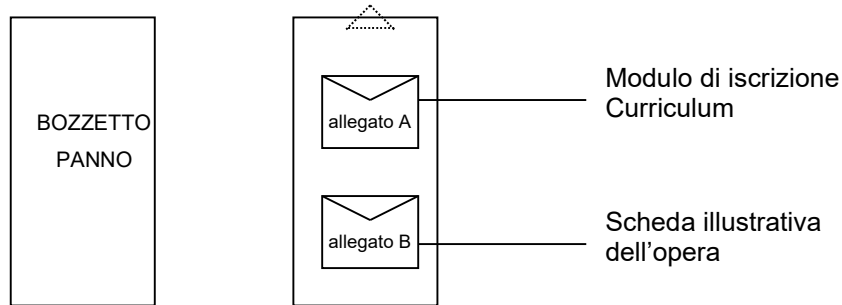 BOZZETTO
PANNO
allegato A
Modulo di iscrizione
Curriculum
allegato B
Scheda illustrativa
dell’opera